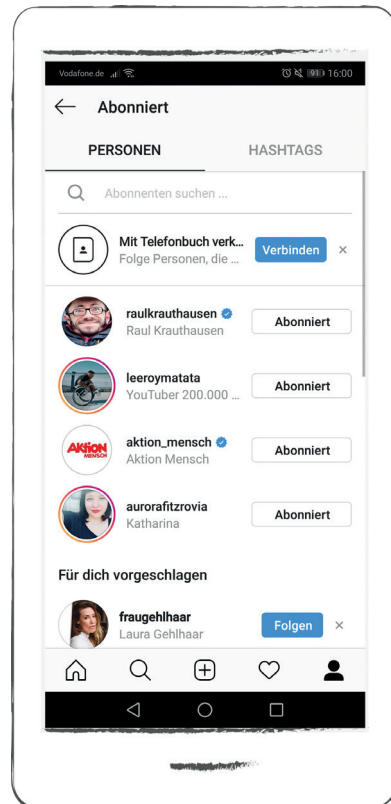 Vodafone.de
91 16:00
Abonniert
PERSONEN HASHTAGS
Abonnenten suchen ...
Mit Telefonbuch verk...
Folge Personen, die ...
Verbinden ×
raulkrauthausen
Raul Krauthausen
Abonniert
leeroymatata
YouTuber 200.000 ...
Abonniert
AKTiON
MENSCH
aktion_mensch
Aktion Mensch
Abonniert
aurorafitzrovia
Katharina
Abonniert
Für dich vorgeschlagen
fraugehlhaar
Laura Gehlhaar
Folgen ×